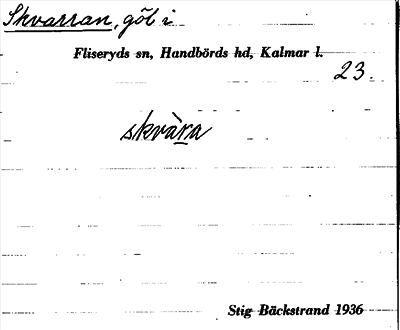 Skvarran, göl i
Fliseryds sn, Handbörds hd, Kalmar l.
23.
skvàra
Stig Bäckstrand 1936